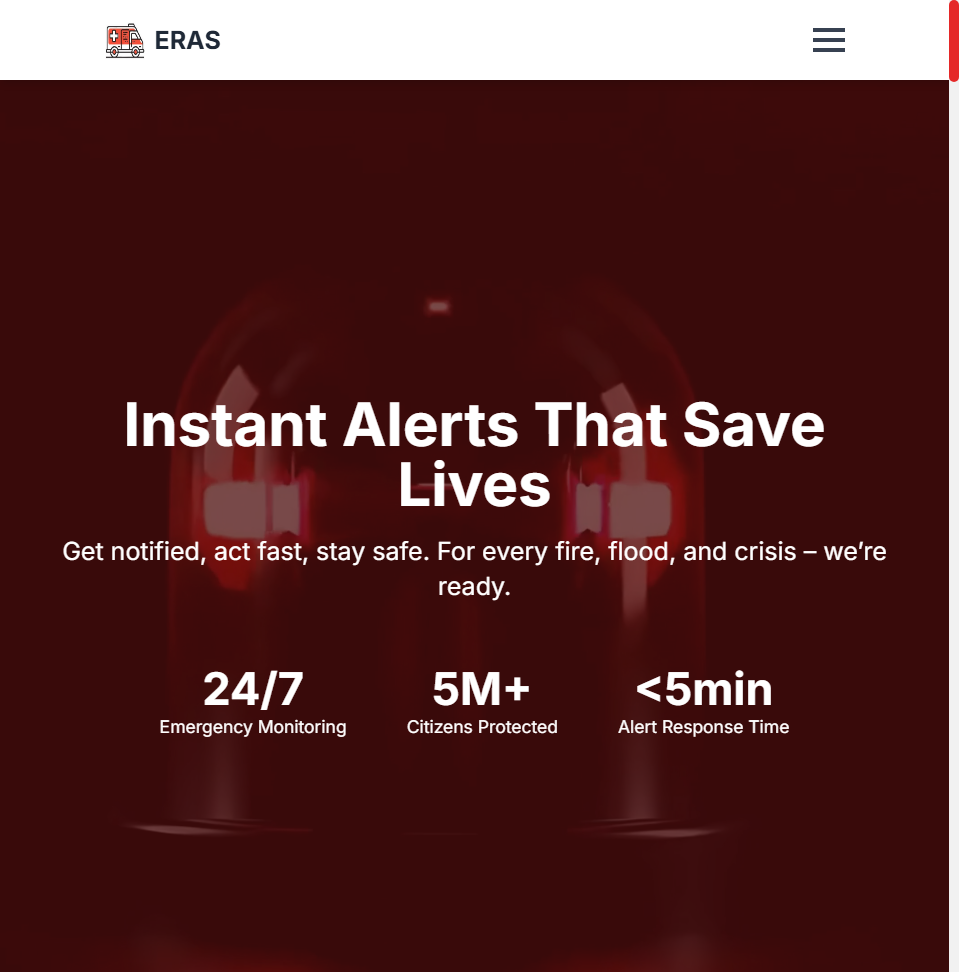 ERAS
Instant Alerts That Save
Lives
Get notified, act fast, stay safe. For every fire, flood, and crisis – we’re
ready.
24/7
Emergency Monitoring
5M+
Citizens Protected
<5min
Alert Response Time